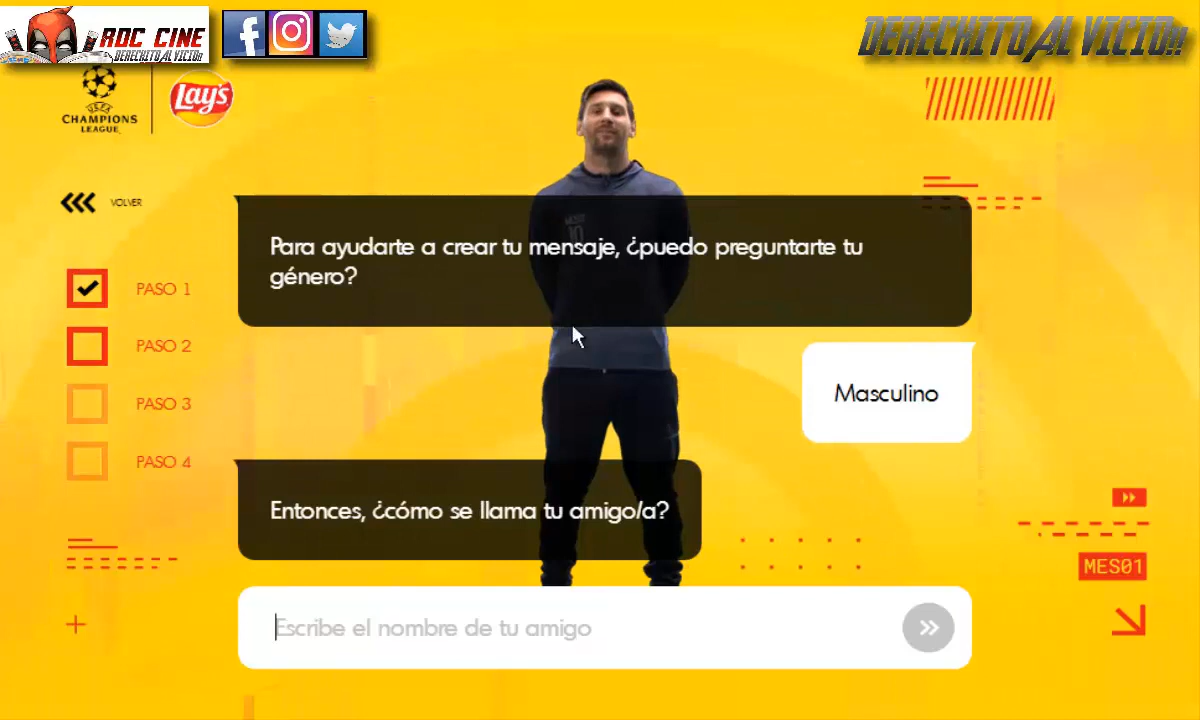 RDC CINE
DERECHITO AL VICIO!!
DERECHITO AL VICIO!!
UEFA
CHAMPIONS
LEAGUE
Lay's
VOLVER
Para ayudarte a crear tu mensaje, ¿puedo preguntarte tu
género?
PASO 1
PASO 2
Masculino
PASO 3
PASO 4
Entonces, ¿cómo se llama tu amigo/a?
MES01
Escribe el nombre de tu amigo